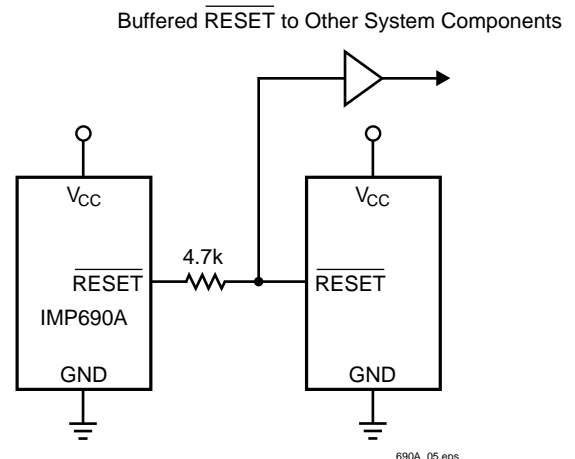 Buffered RESET to Other System Components
VCC
VCC
4.7k
RESET
RESET
IMP690A
GND
GND
690A_05.eps